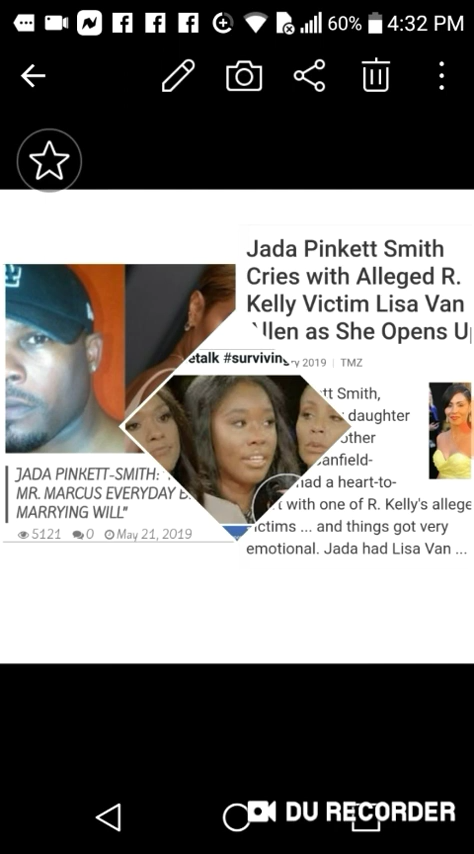 60% 4:32 PM
Jada Pinkett Smith
Cries with Alleged R.
Kelly Victim Lisa Van
llen as She Opens U
etalk #surviving
ry 2019 | TMZ
tt Smith,
daughter
other
anfield-
had a heart-to-
t with one of R. Kelly's allege
ictims ... and things got very
emotional. Jada had Lisa Van ...
JADA PINKETT-SMITH:
MR. MARCUS EVERYDAY B
MARRYING WILL"
5121 0 May 21, 2019
DU RECORDER